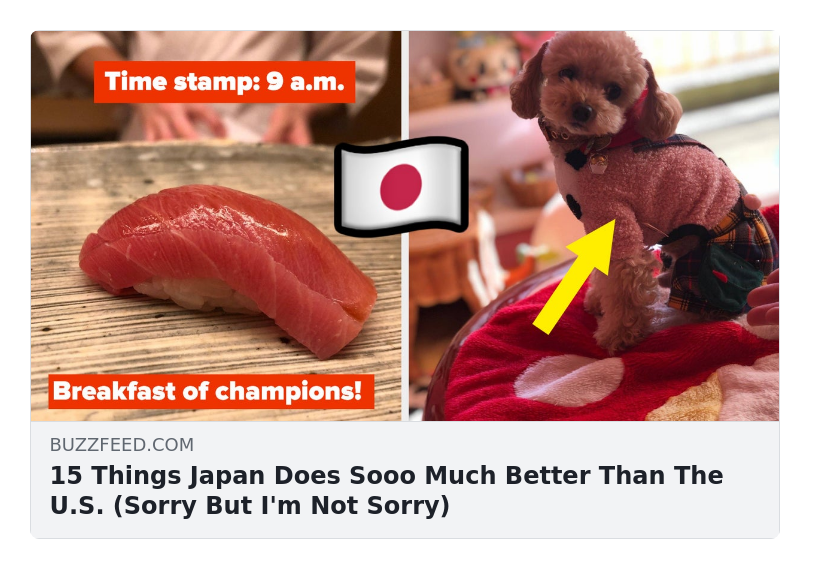 Time stamp: 9 a.m.
Breakfast of champions!
BUZZFEED.COM
15 Things Japan Does Sooo Much Better Than The
U.S. (Sorry But I'm Not Sorry)